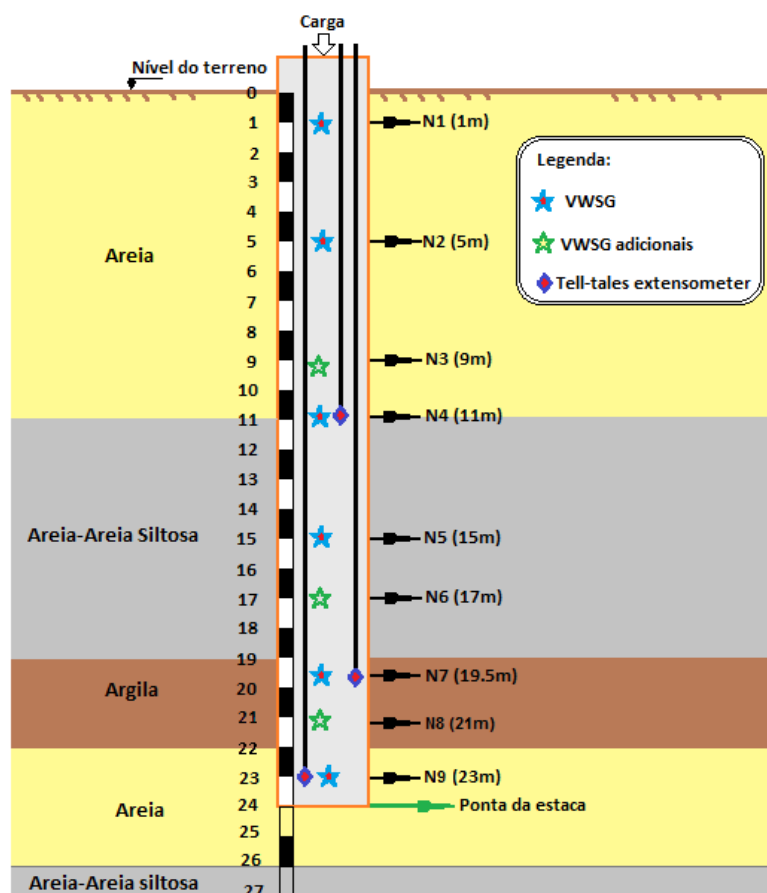 Carga
Nível do terreno
0
1
N1 (1m)
2
Legenda:
3
VWSG
4
5
N2 (5m)
VWSG adicionais
Areia
6
Tell-tales extensometer
7
8
9
N3 (9m)
10
11
N4 (11m)
12
13
14
Areia-Areia Siltosa
15
N5 (15m)
16
17
N6 (17m)
18
19
N7 (19.5m)
Argila
20
21
N8 (21m)
22
23
N9 (23m)
24
Ponta da estaca
Areia
25
26
Areia-Areia siltosa
27